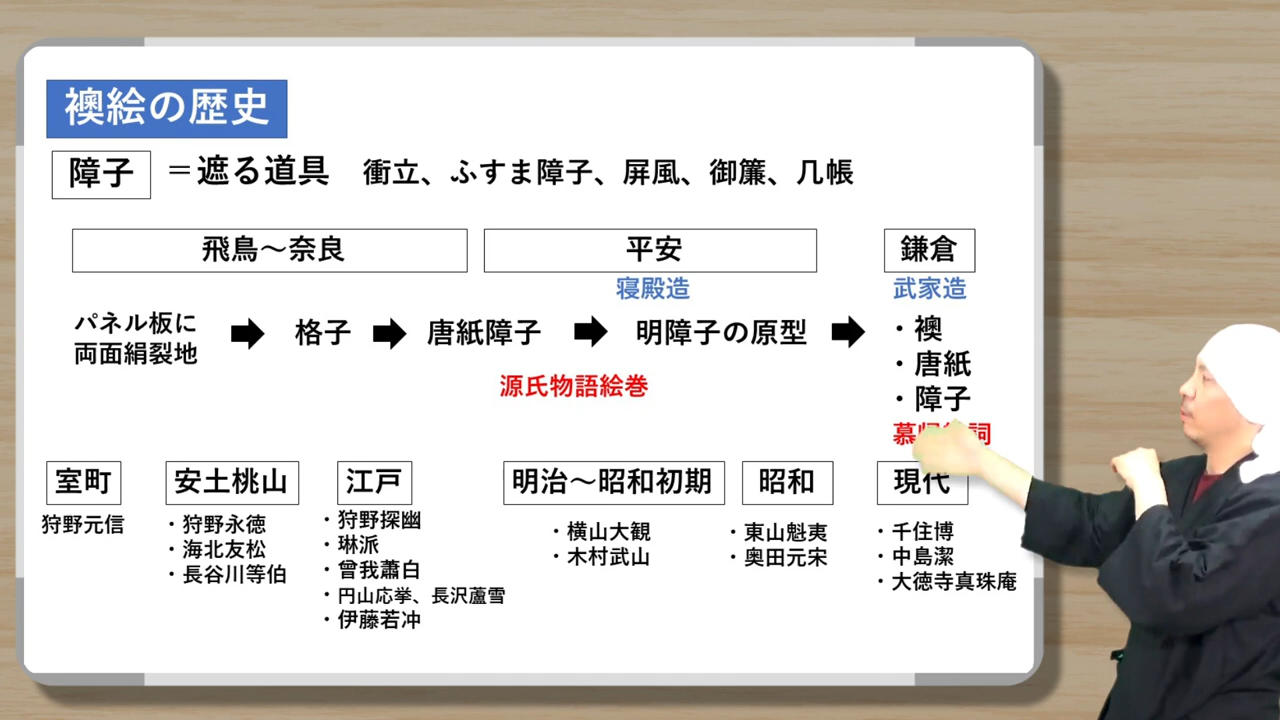 襖絵の歴史
障子 ＝遮る道具 衝立、ふすま障子、屏風、御簾、几帳
飛鳥～奈良 平安 鎌倉
寝殿造 武家造
パネル板に
両面絹裂地
格子 唐紙障子 明障子の原型
・襖
・唐紙
・障子
源氏物語絵巻
慕 詞
室町 安土桃山 江戸 明治～昭和初期 昭和 現代
狩野元信
・狩野永徳
・海北友松
・長谷川等伯
・狩野探幽
・琳派
・曾我蕭白
・円山応挙、長沢蘆雪
・伊藤若冲
・横山大観
・木村武山
・東山魁夷
・奥田元宋
・千住博
・中島潔
・大徳寺真珠庵